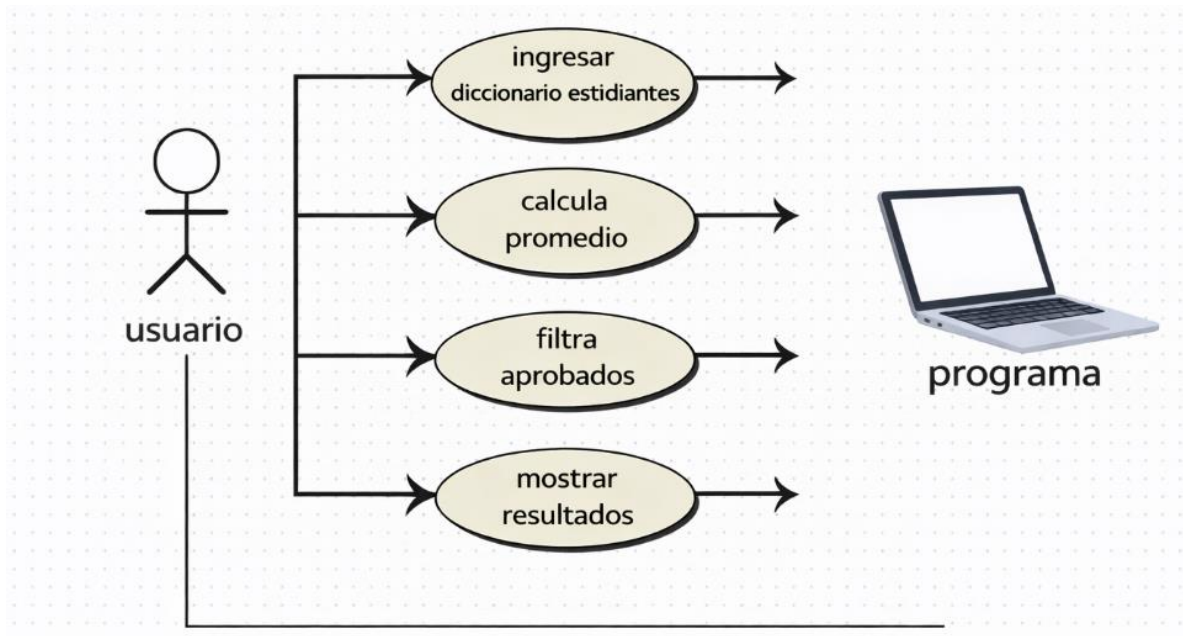 ingresar
diccionario estidiantes
calcula
promedio
filtra
aprobados
mostrar
resultados
usuario
programa